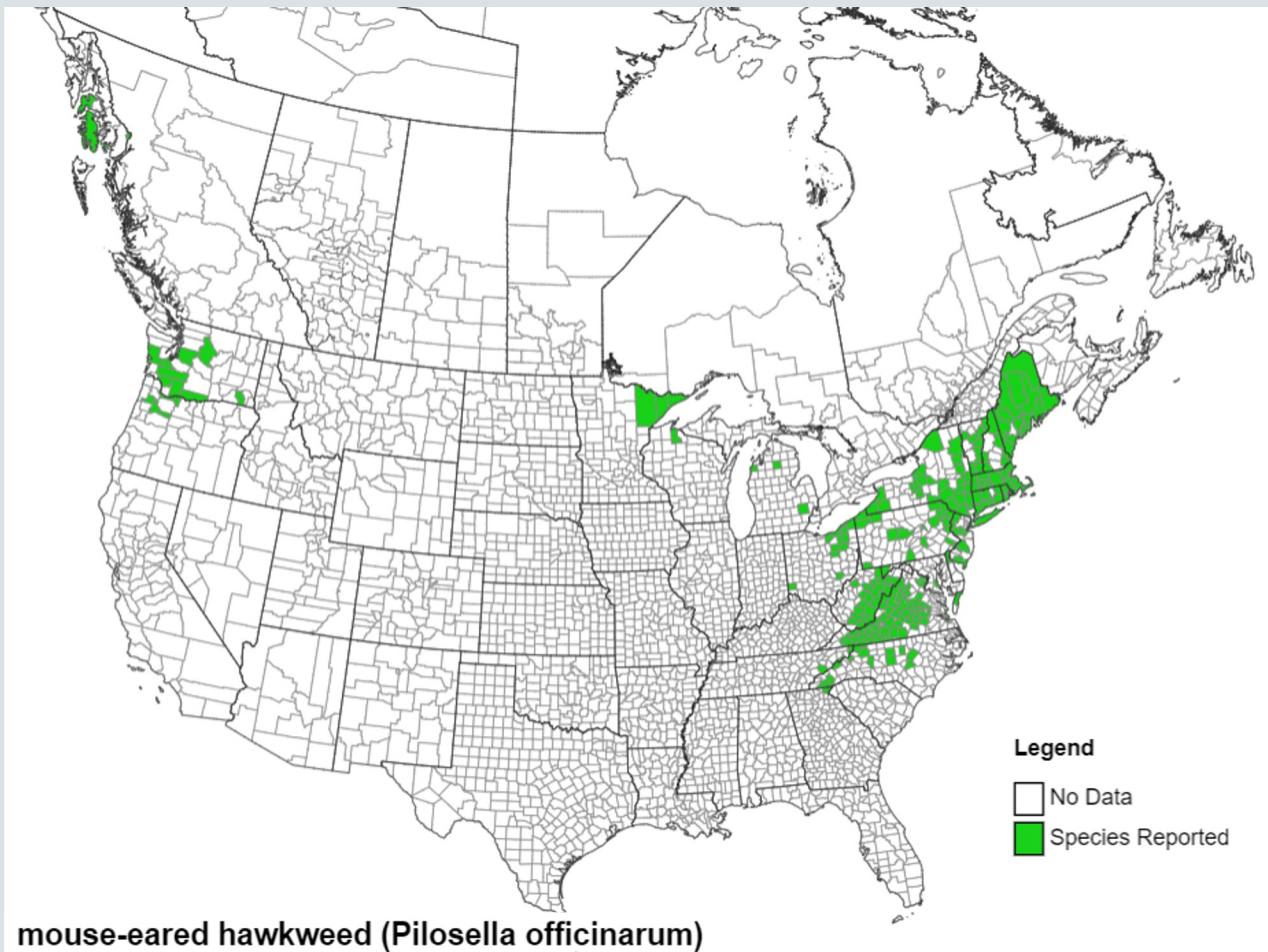 Legend
No Data
Species Reported
mouse-eared hawkweed (Pilosella officinarum)